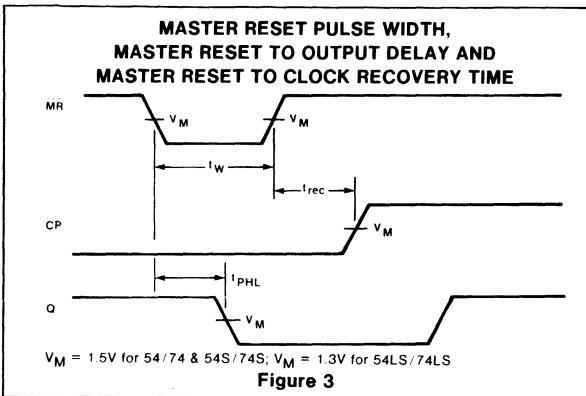 MASTER RESET PULSE WIDTH,
MASTER RESET TO OUTPUT DELAY AND
MASTER RESET TO CLOCK RECOVERY TIME
M̅R̅
VM
VM
tW
trec
CP
VM
tPHL
Q
VM
VM = 1.5V for 54/74 & 54S/74S; VM = 1.3V for 54LS/74LS
Figure 3